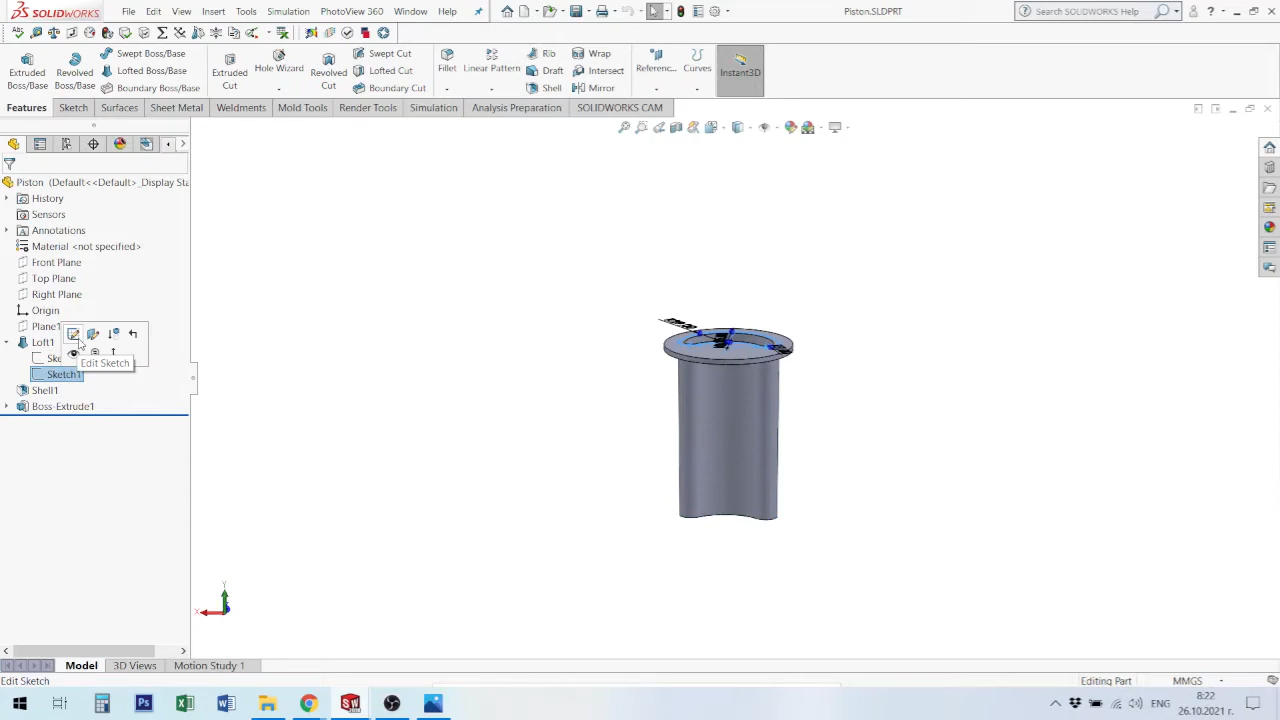 SOLIDWORKS File Edit View Insert Tools Simulation PhotoView 360 Window Help Piston.SLDPRT Search SOLIDWORKS Help
Extruded Boss/Base
Revolved Boss/Base
Swept Boss/Base
Lofted Boss/Base
Boundary Boss/Base
Extruded Cut
Hole Wizard
Revolved Cut
Swept Cut
Lofted Cut
Boundary Cut
Fillet
Linear Pattern
Rib
Draft
Shell
Wrap
Intersect
Mirror
Referenc...
Curves
Instant3D
Features Sketch Surfaces Sheet Metal Weldments Mold Tools Render Tools Simulation Analysis Preparation SOLIDWORKS CAM
Piston (Default<<Default>_Display Sta
History
Sensors
Annotations
Material <not specified>
Front Plane
Top Plane
Right Plane
Origin
Plane1
Loft1
Ske
Edit Sketch
Sketch1
Shell1
Boss-Extrude1
Y
X
Model 3D Views Motion Study 1
Edit Sketch Editing Part MMGS
ENG 8:22
26.10.2021 г.